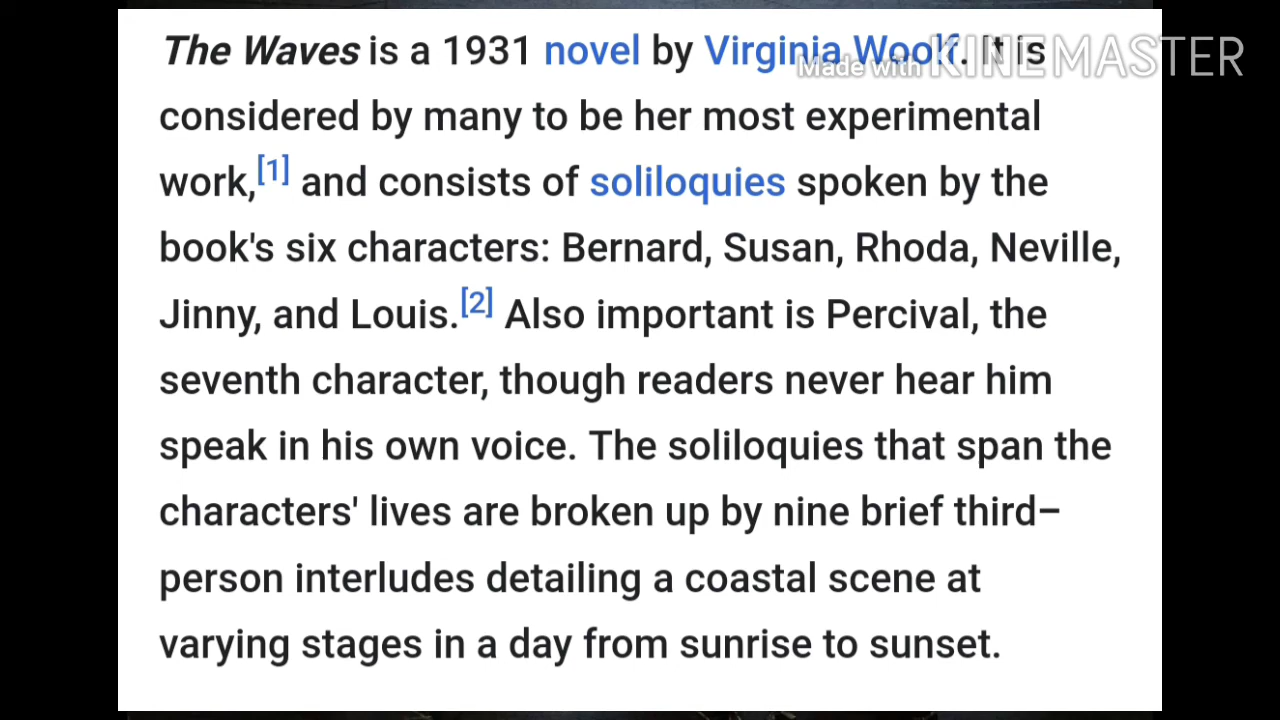 The Waves is a 1931 novel by Virginia Woolf. It is
Made with KINEMASTER
considered by many to be her most experimental
work,[1] and consists of soliloquies spoken by the
book's six characters: Bernard, Susan, Rhoda, Neville,
Jinny, and Louis.[2] Also important is Percival, the
seventh character, though readers never hear him
speak in his own voice. The soliloquies that span the
characters' lives are broken up by nine brief third–
person interludes detailing a coastal scene at
varying stages in a day from sunrise to sunset.